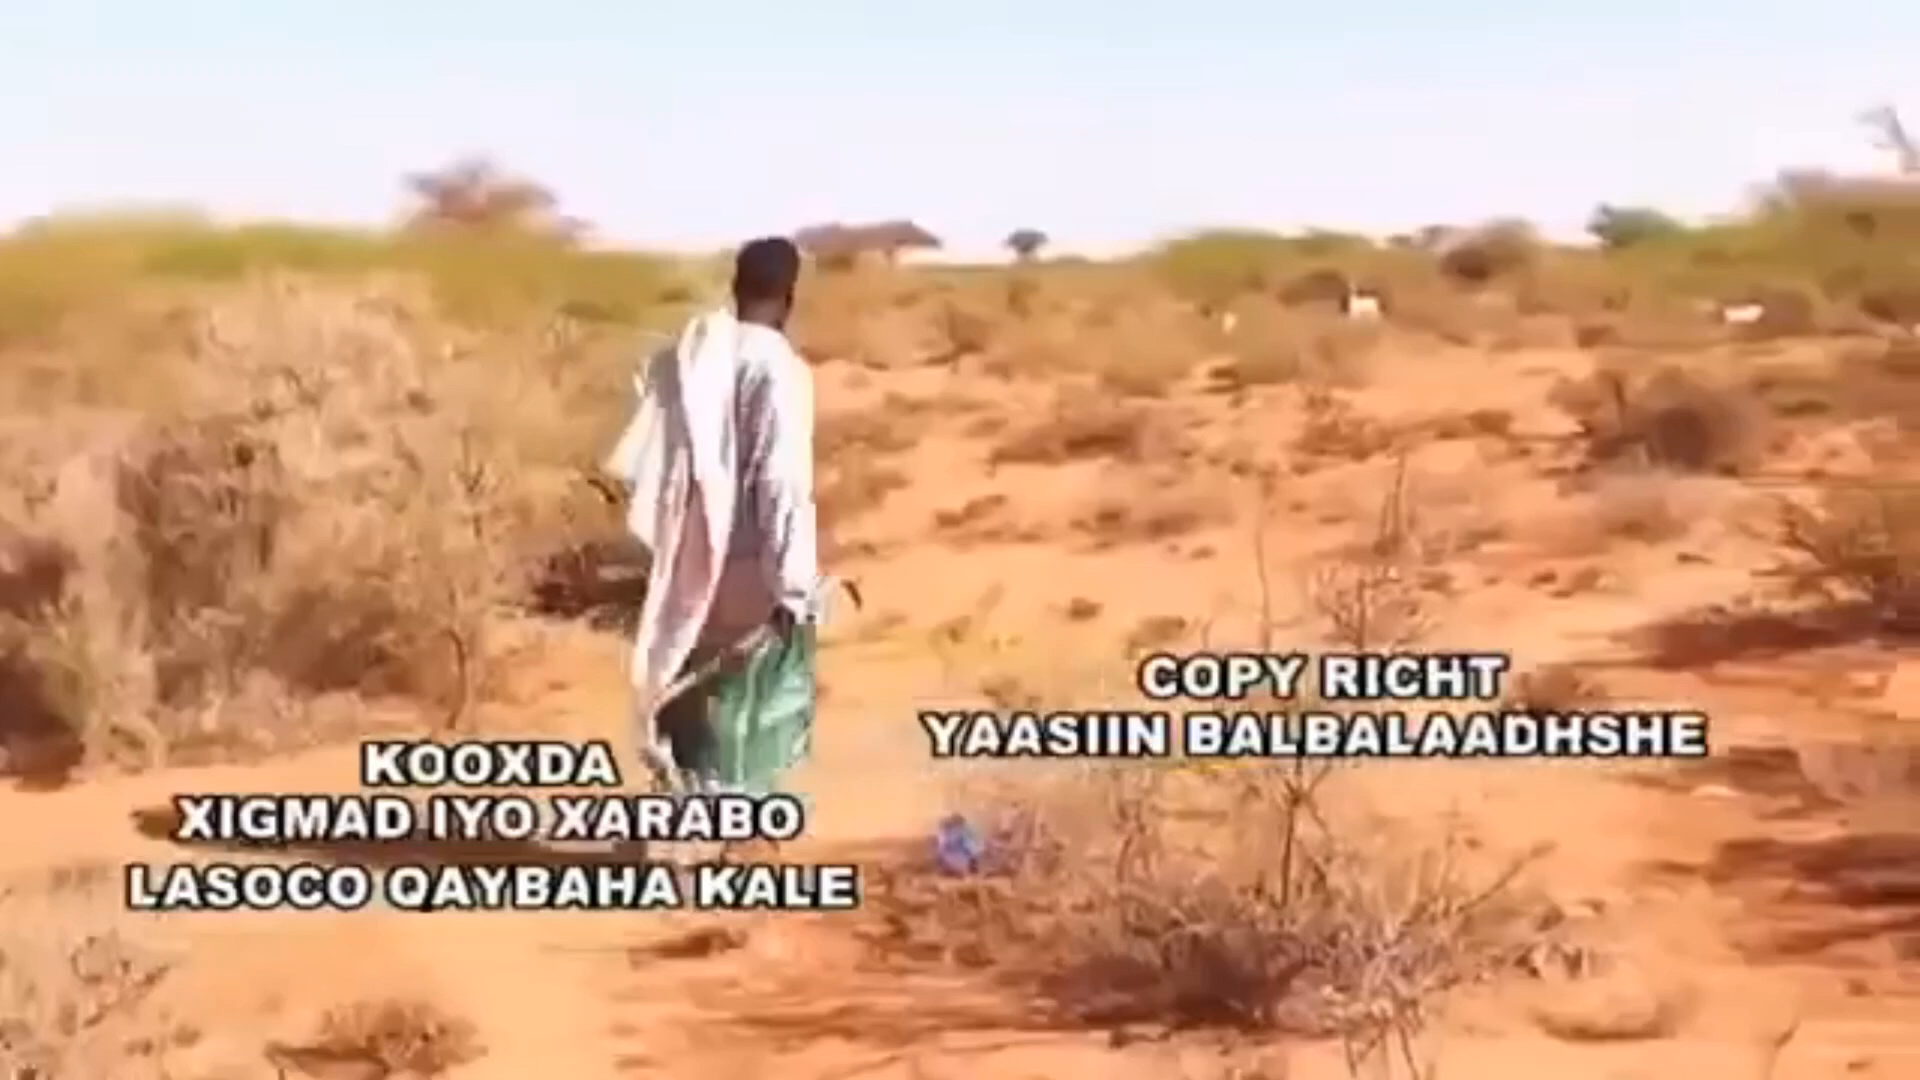 KOOXDA
XIGMAD IYO XARABO
LASOCO QAYBAHA KALE
COPY RICHT
YAASIIN BALBALAADHSHE